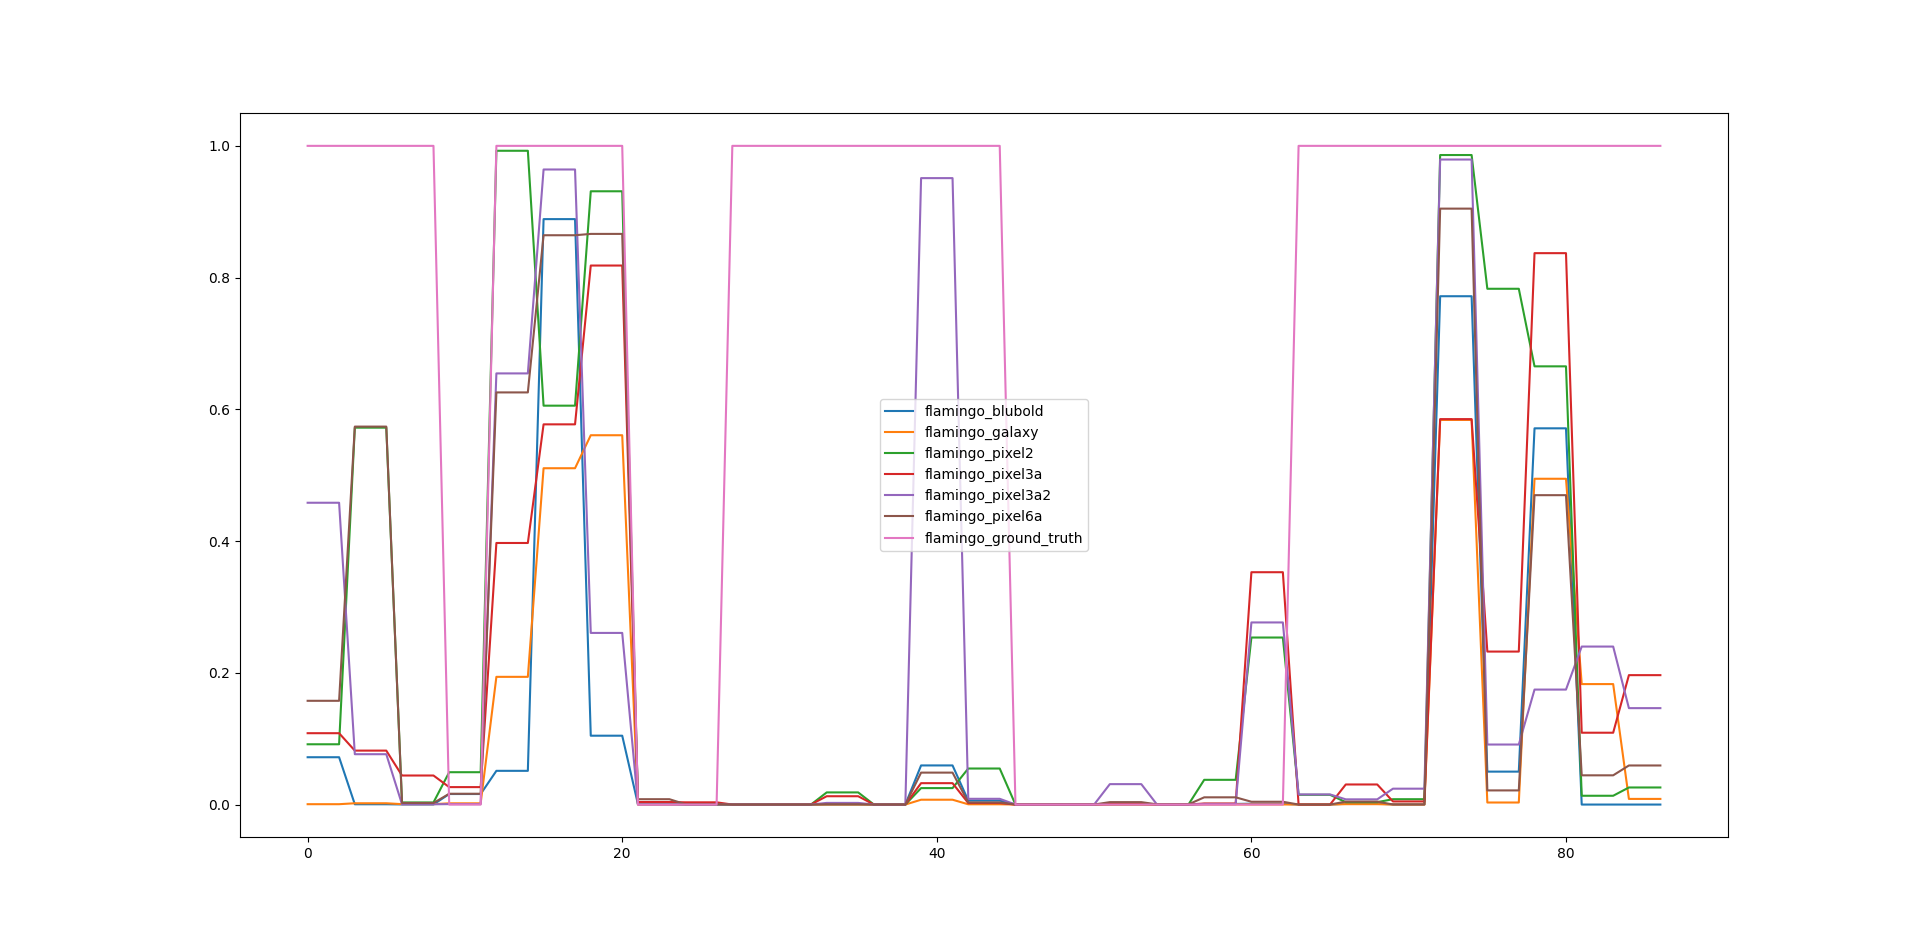 1.0
0.8
0.6
0.4
0.2
0.0
0 20 40 60 80
flamingo_blubold
flamingo_galaxy
flamingo_pixel2
flamingo_pixel3a
flamingo_pixel3a2
flamingo_pixel6a
flamingo_ground_truth